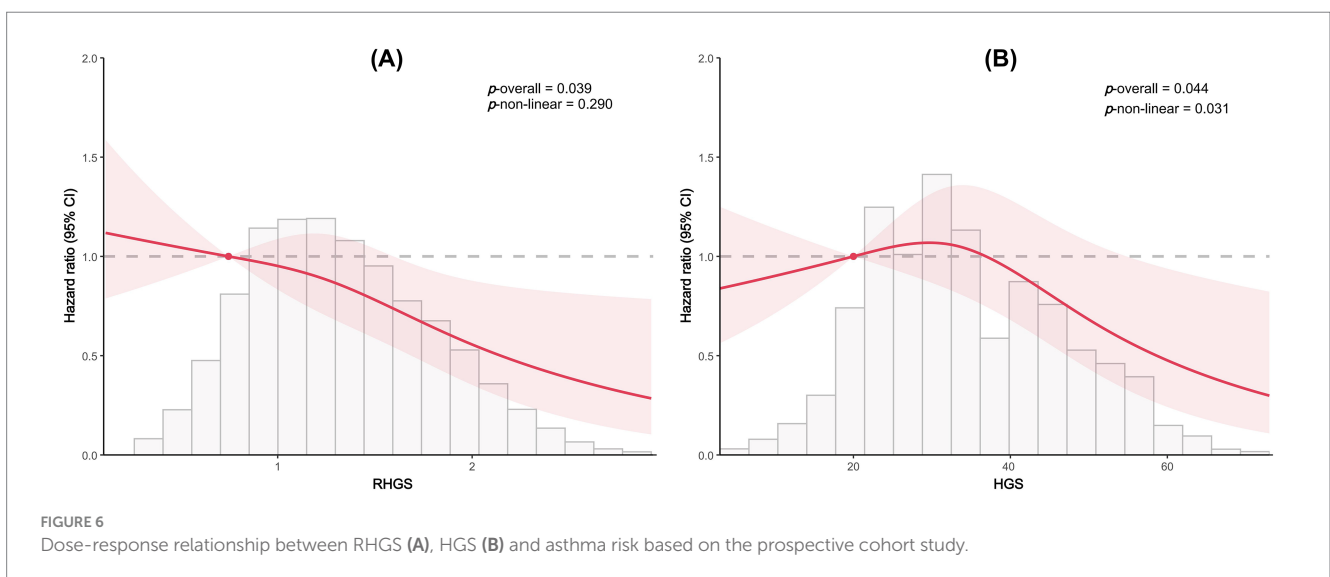 (A)
p-overall = 0.039
p-non-linear = 0.290
Hazard ratio (95% CI)
2.0
1.5
1.0
0.5
0.0
1
2
RHGS
(B)
p-overall = 0.044
p-non-linear = 0.031
Hazard ratio (95% CI)
2.0
1.5
1.0
0.5
0.0
20
40
60
HGS
FIGURE 6
Dose-response relationship between RHGS (A), HGS (B) and asthma risk based on the prospective cohort study.